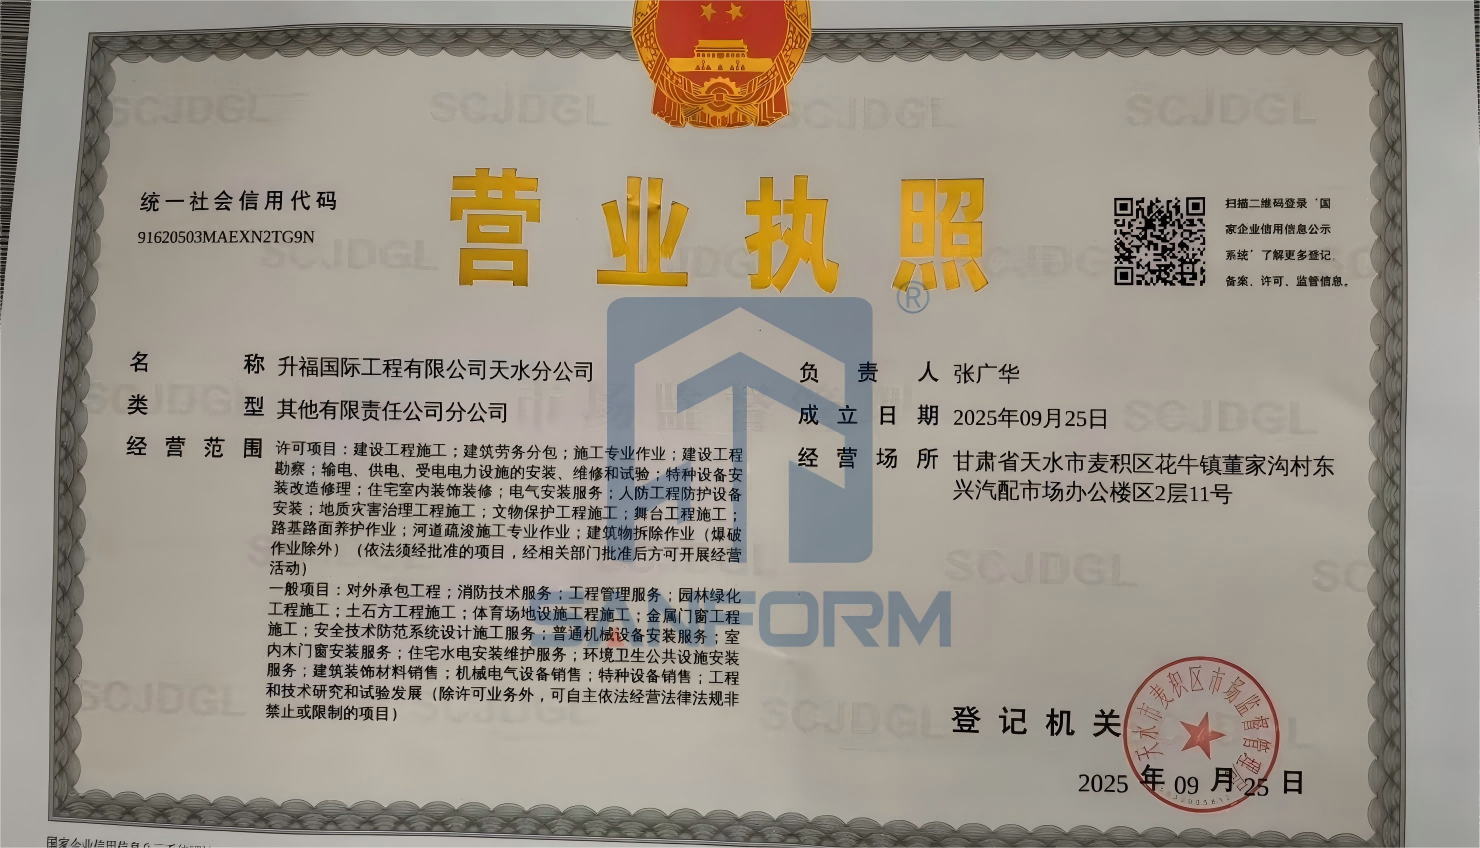 营业执照
统一社会信用代码
91620503MAEXN2TG9N
扫描二维码登录‘国
家企业信用信息公示
系统’了解更多登记、
备案、许可、监管信息。
名 称 升福国际工程有限公司天水分公司
类 型 其他有限责任公司分公司
经营范围 许可项目：建设工程施工；建筑劳务分包；施工专业作业；建设工程
勘察；输电、供电、受电电力设施的安装、维修和试验；特种设备安
装改造修理；住宅室内装饰装修；电气安装服务；人防工程防护设备
安装；地质灾害治理工程施工；文物保护工程施工；舞台工程施工；
路基路面养护作业；河道疏浚施工专业作业；建筑物拆除作业（爆破
作业除外）（依法须经批准的项目，经相关部门批准后方可开展经营
活动）
一般项目：对外承包工程；消防技术服务；工程管理服务；园林绿化
工程施工；土石方工程施工；体育场地设施工程施工；金属门窗工程
施工；安全技术防范系统设计施工服务；普通机械设备安装服务；室
内木门窗安装服务；住宅水电安装维护服务；环境卫生公共设施安装
服务；建筑装饰材料销售；机械电气设备销售；特种设备销售；工程
和技术研究和试验发展（除许可业务外，可自主依法经营法律法规非
禁止或限制的项目）
负责人 张广华
成立日期 2025年09月25日
经营场所 甘肃省天水市麦积区花牛镇董家沟村东
兴汽配市场办公楼区2层11号
®
SANFORM
登记机关
天水市麦积区市场监督管理局
2025 年 09 月 25 日
SCJDGL